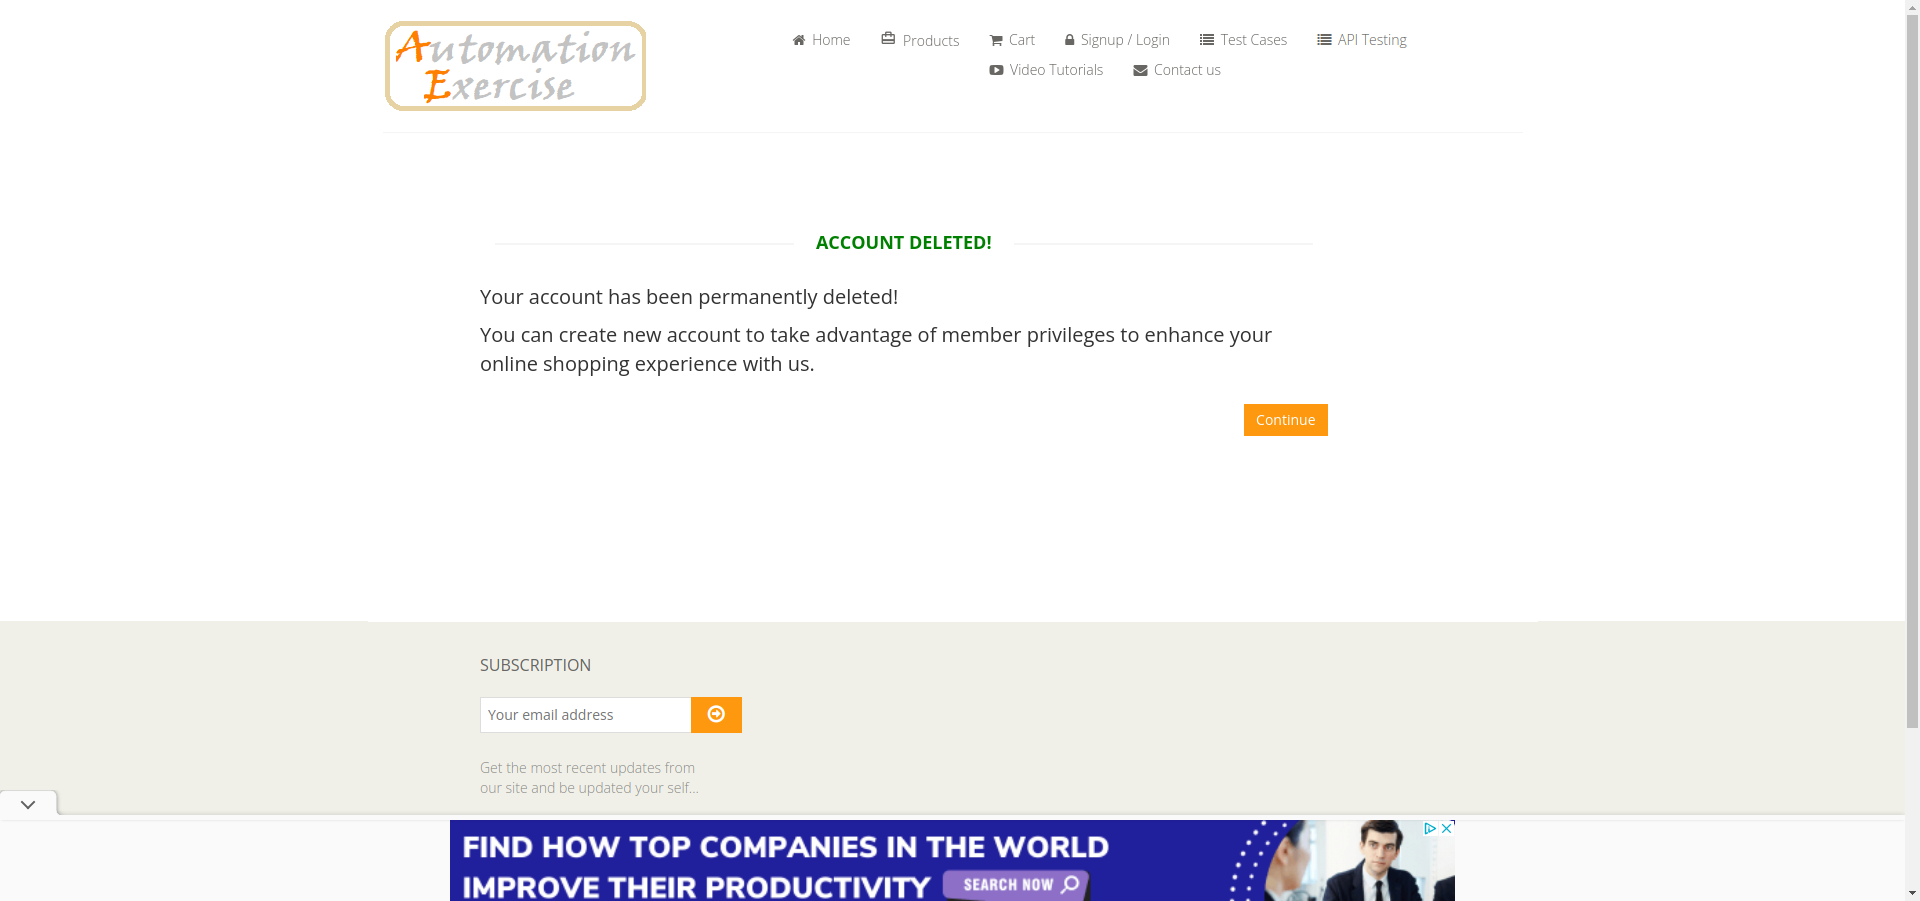 Automation
Exercise
Home
Products
Cart
Signup / Login
Test Cases
API Testing
Video Tutorials
Contact us
ACCOUNT DELETED!
Your account has been permanently deleted!
You can create new account to take advantage of member privileges to enhance your
online shopping experience with us.
Continue
SUBSCRIPTION
Your email address
Get the most recent updates from
our site and be updated your self...
FIND HOW TOP COMPANIES IN THE WORLD
IMPROVE THEIR PRODUCTIVITY
SEARCH NOW